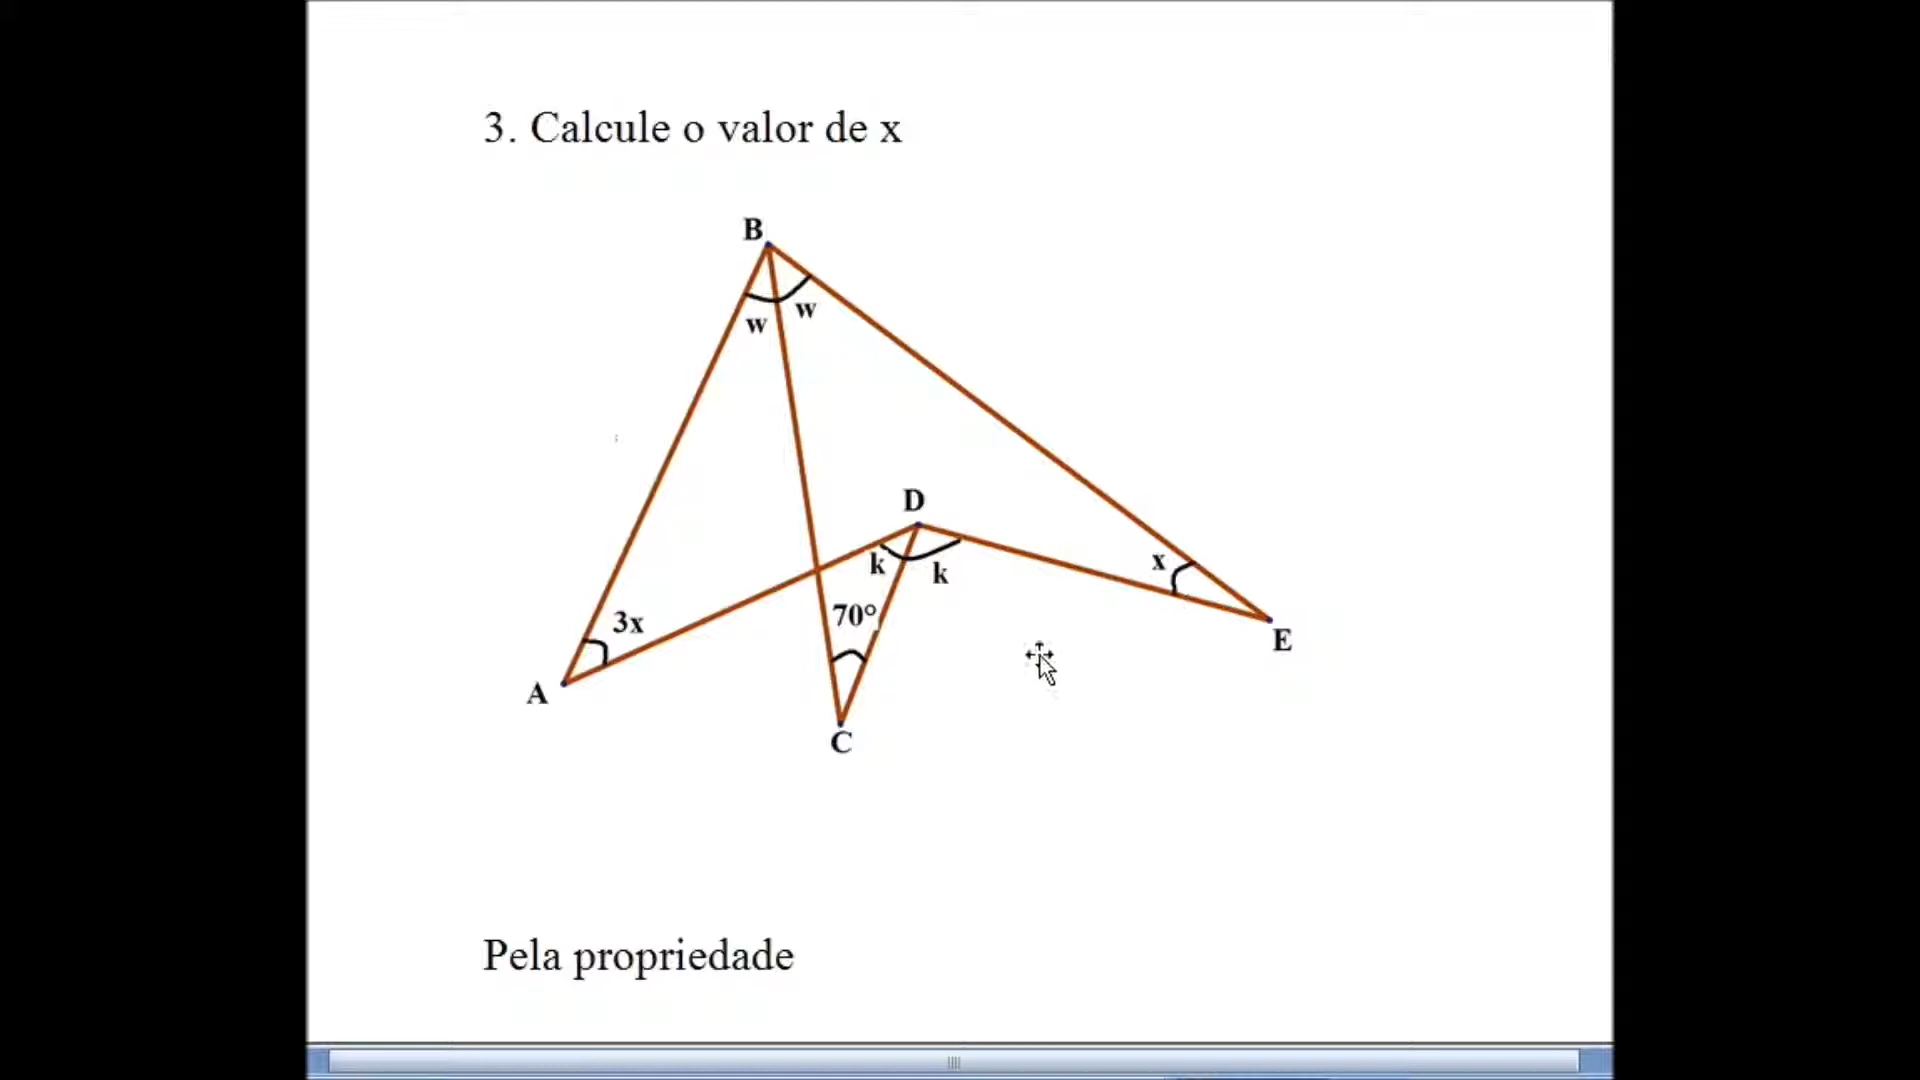 3. Calcule o valor de x
B
w
w
D
k
k
x
70°
3x
E
A
C
Pela propriedade